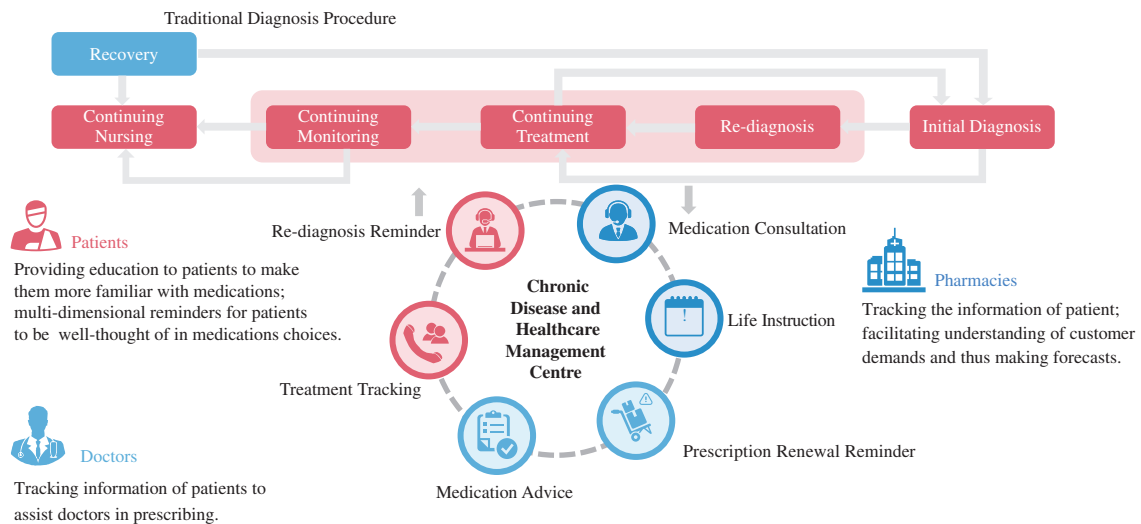 Traditional Diagnosis Procedure
Recovery
Continuing
Nursing
Continuing
Monitoring
Continuing
Treatment
Re-diagnosis
Initial Diagnosis
Patients
Providing education to patients to make
them more familiar with medications;
multi-dimensional reminders for patients
to be well-thought of in medications choices.
Doctors
Tracking information of patients to
assist doctors in prescribing.
Re-diagnosis Reminder
Treatment Tracking
Medication Advice
Chronic
Disease and
Healthcare
Management
Centre
Medication Consultation
Life Instruction
Prescription Renewal Reminder
Pharmacies
Tracking the information of patient;
facilitating understanding of customer
demands and thus making forecasts.